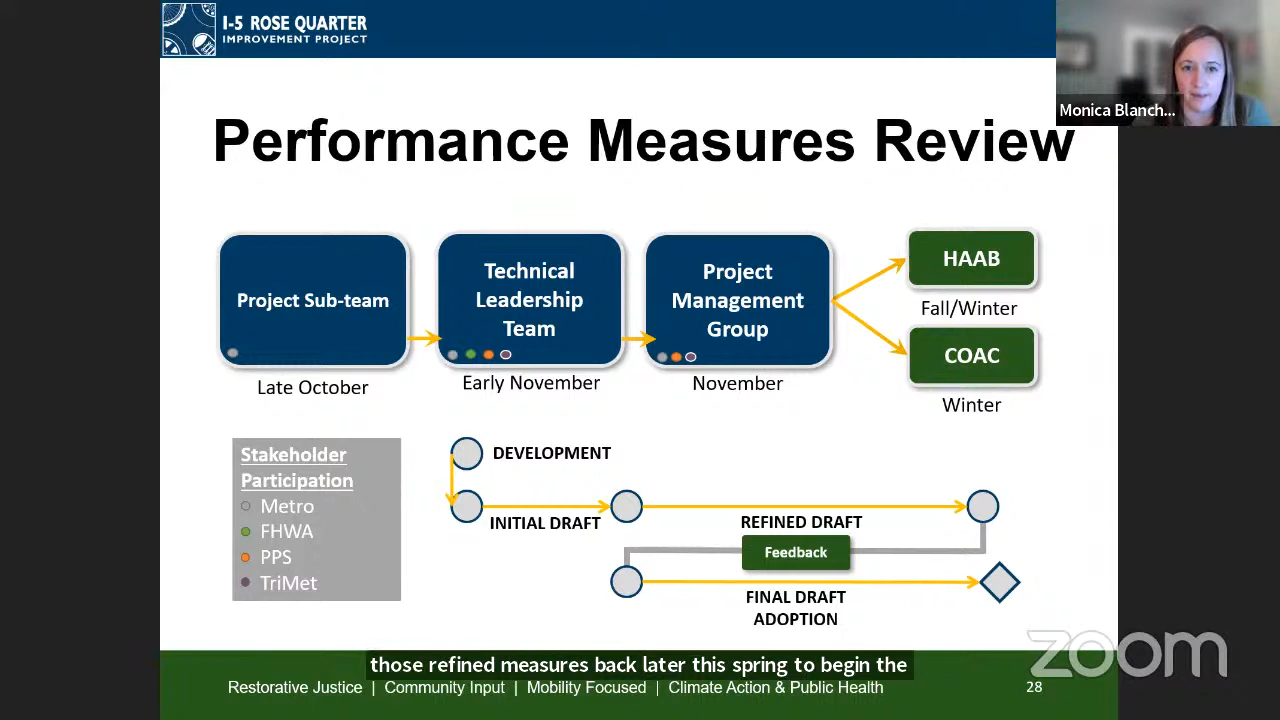 I-5 ROSE QUARTER
IMPROVEMENT PROJECT
Monica Blanch...
Performance Measures Review
Project Sub-team
Late October
Technical
Leadership
Team
Early November
Project
Management
Group
November
HAAB
Fall/Winter
COAC
Winter
Stakeholder
Participation
Metro
FHWA
PPS
TriMet
DEVELOPMENT
INITIAL DRAFT
REFINED DRAFT
Feedback
FINAL DRAFT
ADOPTION
zoom
those refined measures back later this spring to begin the
Restorative Justice | Community Input | Mobility Focused | Climate Action & Public Health
28